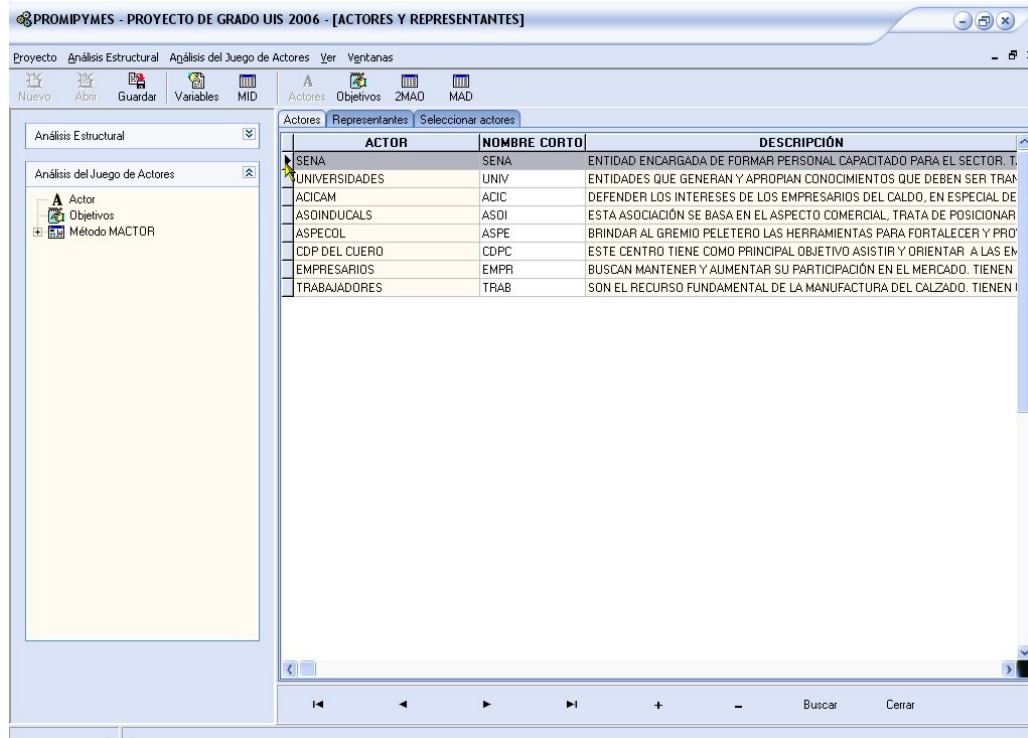 PROMIPYMES - PROYECTO DE GRADO UIS 2006 - [ACTORES Y REPRESENTANTES]
Proyecto Análisis Estructural Análisis del Juego de Actores Ver Ventanas
Nuevo Abrir Guardar Variables MID Actores Objetivos 2MAO MAD
Actores Representantes Seleccionar actores
Análisis Estructural
Análisis del Juego de Actores
A Actor
Objetivos
Método MACTOR
ACTOR NOMBRE CORTO DESCRIPCIÓN
SENA SENA ENTIDAD ENCARGADA DE FORMAR PERSONAL CAPACITADO PARA EL SECTOR. T
UNIVERSIDADES UNIV ENTIDADES QUE GENERAN Y APROPIAN CONOCIMIENTOS QUE DEBEN SER TRAN
ACICAM ACIC DEFENDER LOS INTERESES DE LOS EMPRESARIOS DEL CALDO, EN ESPECIAL DE
ASOINDUCALS ASOI ESTA ASOCIACIÓN SE BASA EN EL ASPECTO COMERCIAL, TRATA DE POSICIONAR
ASPECOL ASPE BRINDAR AL GREMIO PELETERO LAS HERRAMIENTAS PARA FORTALECER Y PRO
CDP DEL CUERO CDPC ESTE CENTRO TIENE COMO PRINCIPAL OBJETIVO ASISTIR Y ORIENTAR A LAS EM
EMPRESARIOS EMPR BUSCAN MANTENER Y AUMENTAR SU PARTICIPACIÓN EN EL MERCADO. TIENEN
TRABAJADORES TRAB SON EL RECURSO FUNDAMENTAL DE LA MANUFACTURA DEL CALZADO. TIENEN
Buscar Cerrar